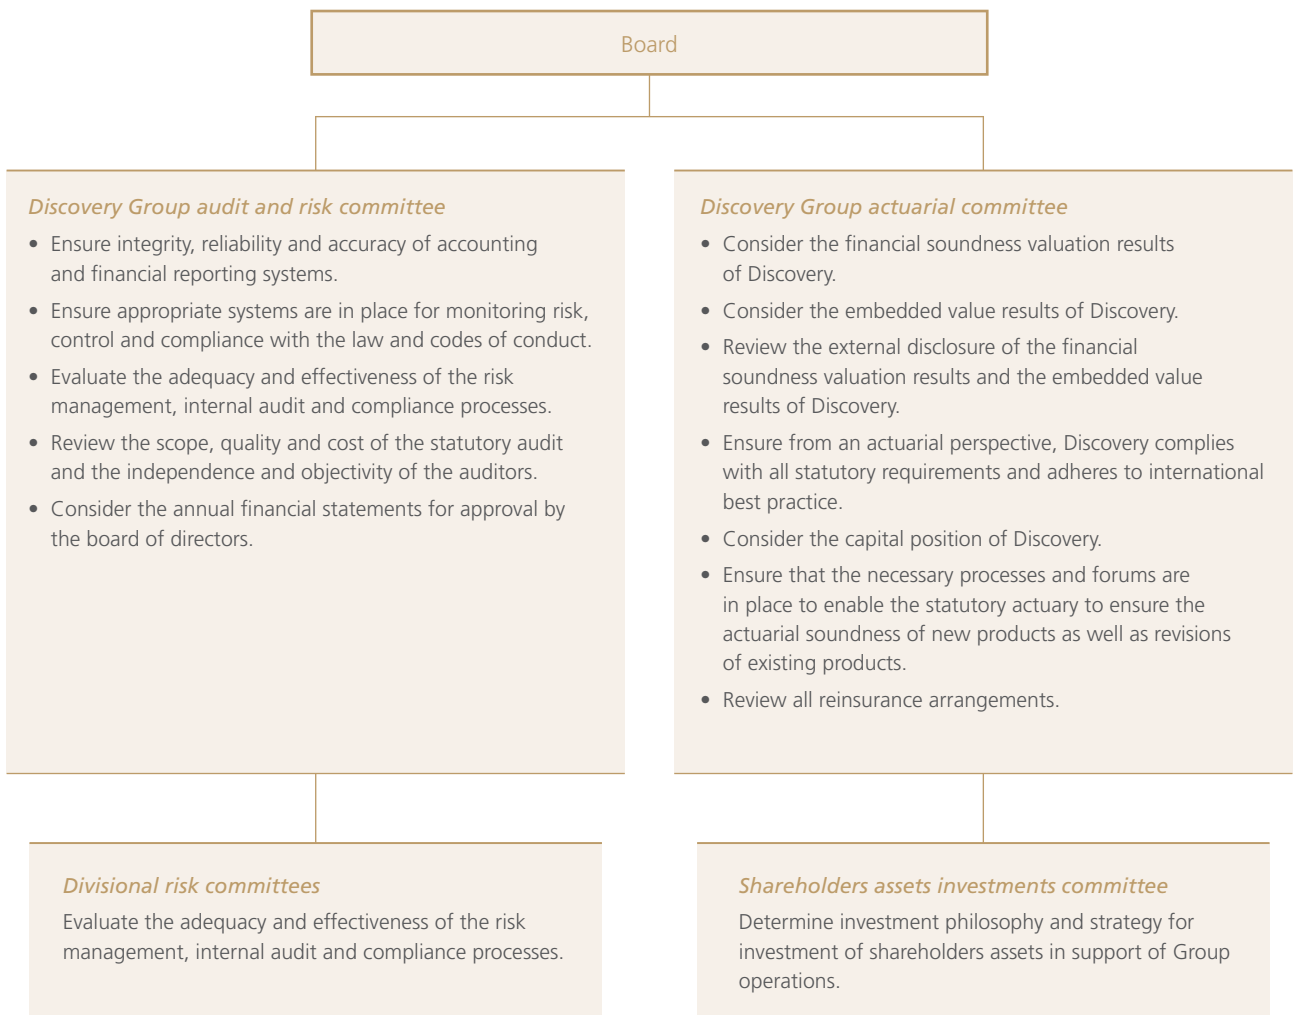 Board
Discovery Group audit and risk committee
• Ensure integrity, reliability and accuracy of accounting
and financial reporting systems.
• Ensure appropriate systems are in place for monitoring risk,
control and compliance with the law and codes of conduct.
• Evaluate the adequacy and effectiveness of the risk
management, internal audit and compliance processes.
• Review the scope, quality and cost of the statutory audit
and the independence and objectivity of the auditors.
• Consider the annual financial statements for approval by
the board of directors.
Discovery Group actuarial committee
• Consider the financial soundness valuation results
of Discovery.
• Consider the embedded value results of Discovery.
• Review the external disclosure of the financial
soundness valuation results and the embedded value
results of Discovery.
• Ensure from an actuarial perspective, Discovery complies
with all statutory requirements and adheres to international
best practice.
• Consider the capital position of Discovery.
• Ensure that the necessary processes and forums are
in place to enable the statutory actuary to ensure the
actuarial soundness of new products as well as revisions
of existing products.
• Review all reinsurance arrangements.
Divisional risk committees
Evaluate the adequacy and effectiveness of the risk
management, internal audit and compliance processes.
Shareholders assets investments committee
Determine investment philosophy and strategy for
investment of shareholders assets in support of Group
operations.